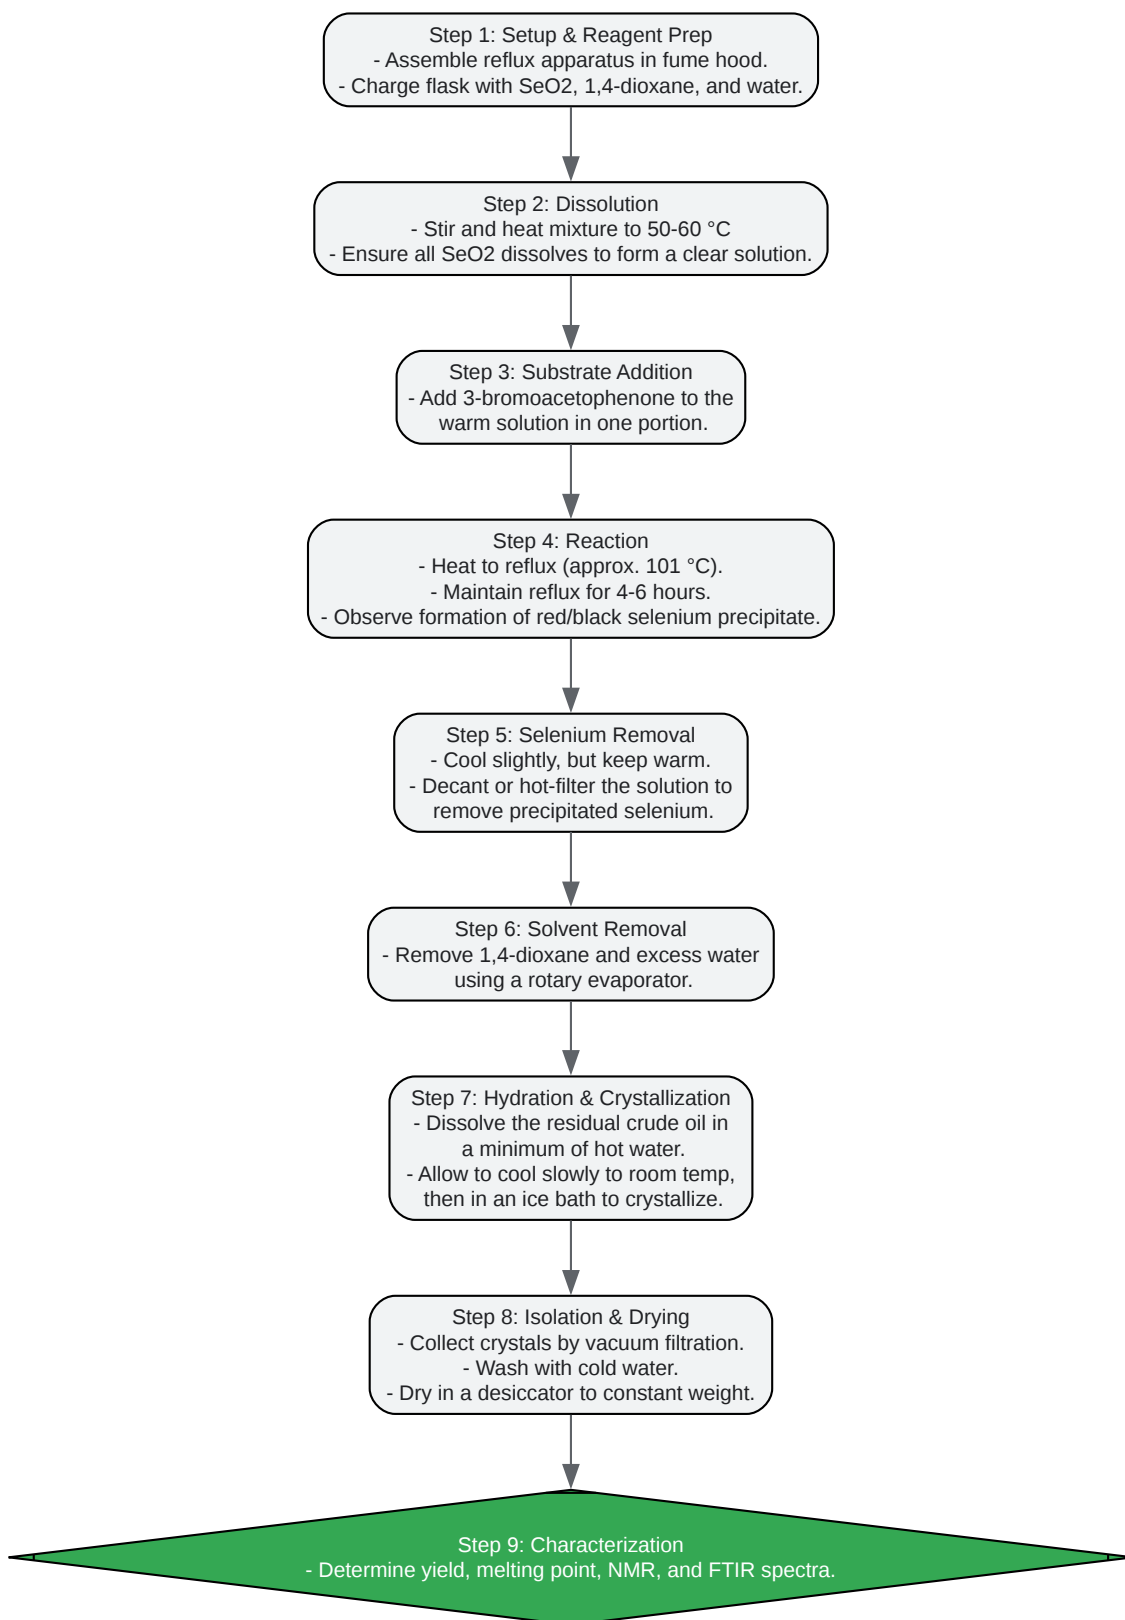 Step 1: Setup & Reagent Prep
- Assemble reflux apparatus in fume hood.
- Charge flask with SeO2, 1,4-dioxane, and water.
Step 2: Dissolution
- Stir and heat mixture to 50-60 °C
- Ensure all SeO2 dissolves to form a clear solution.
Step 3: Substrate Addition
- Add 3-bromoacetophenone to the
warm solution in one portion.
Step 4: Reaction
- Heat to reflux (approx. 101 °C).
- Maintain reflux for 4-6 hours.
- Observe formation of red/black selenium precipitate.
Step 5: Selenium Removal
- Cool slightly, but keep warm.
- Decant or hot-filter the solution to
remove precipitated selenium.
Step 6: Solvent Removal
- Remove 1,4-dioxane and excess water
using a rotary evaporator.
Step 7: Hydration & Crystallization
- Dissolve the residual crude oil in
a minimum of hot water.
- Allow to cool slowly to room temp,
then in an ice bath to crystallize.
Step 8: Isolation & Drying
- Collect crystals by vacuum filtration.
- Wash with cold water.
- Dry in a desiccator to constant weight.
Step 9: Characterization
- Determine yield, melting point, NMR, and FTIR spectra.